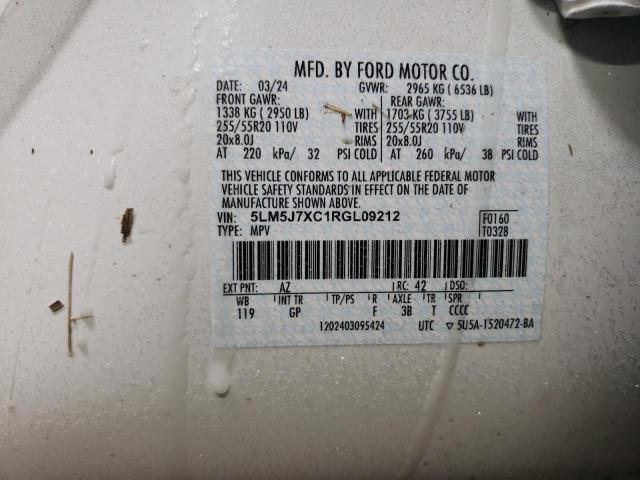 MFD. BY FORD MOTOR CO.
DATE: 03/24 GVWR: 2965 KG ( 6536 LB)
FRONT GAWR: REAR GAWR:
1338 KG ( 2950 LB) WITH 1703 KG ( 3755 LB) WITH
255/55R20 110V TIRES 255/55R20 110V TIRES
20x8.0J RIMS 20x8.0J RIMS
AT 220 kPa/ 32 PSI COLD AT 260 kPa/ 38 PSI COLD
THIS VEHICLE CONFORMS TO ALL APPLICABLE FEDERAL MOTOR
VEHICLE SAFETY STANDARDS IN EFFECT ON THE DATE OF
MANUFACTURE SHOWN ABOVE.
VIN: 5LM5J7XC1RGL09212 F0160
TYPE: MPV T0328
EXT PNT: AZ RC: 42 DSO:
WB INT TR TP/PS R AXLE TR SPR
119 GP F 3B T CCCC
1202403095424 UTC ▽ 5U5A-1520472-BA